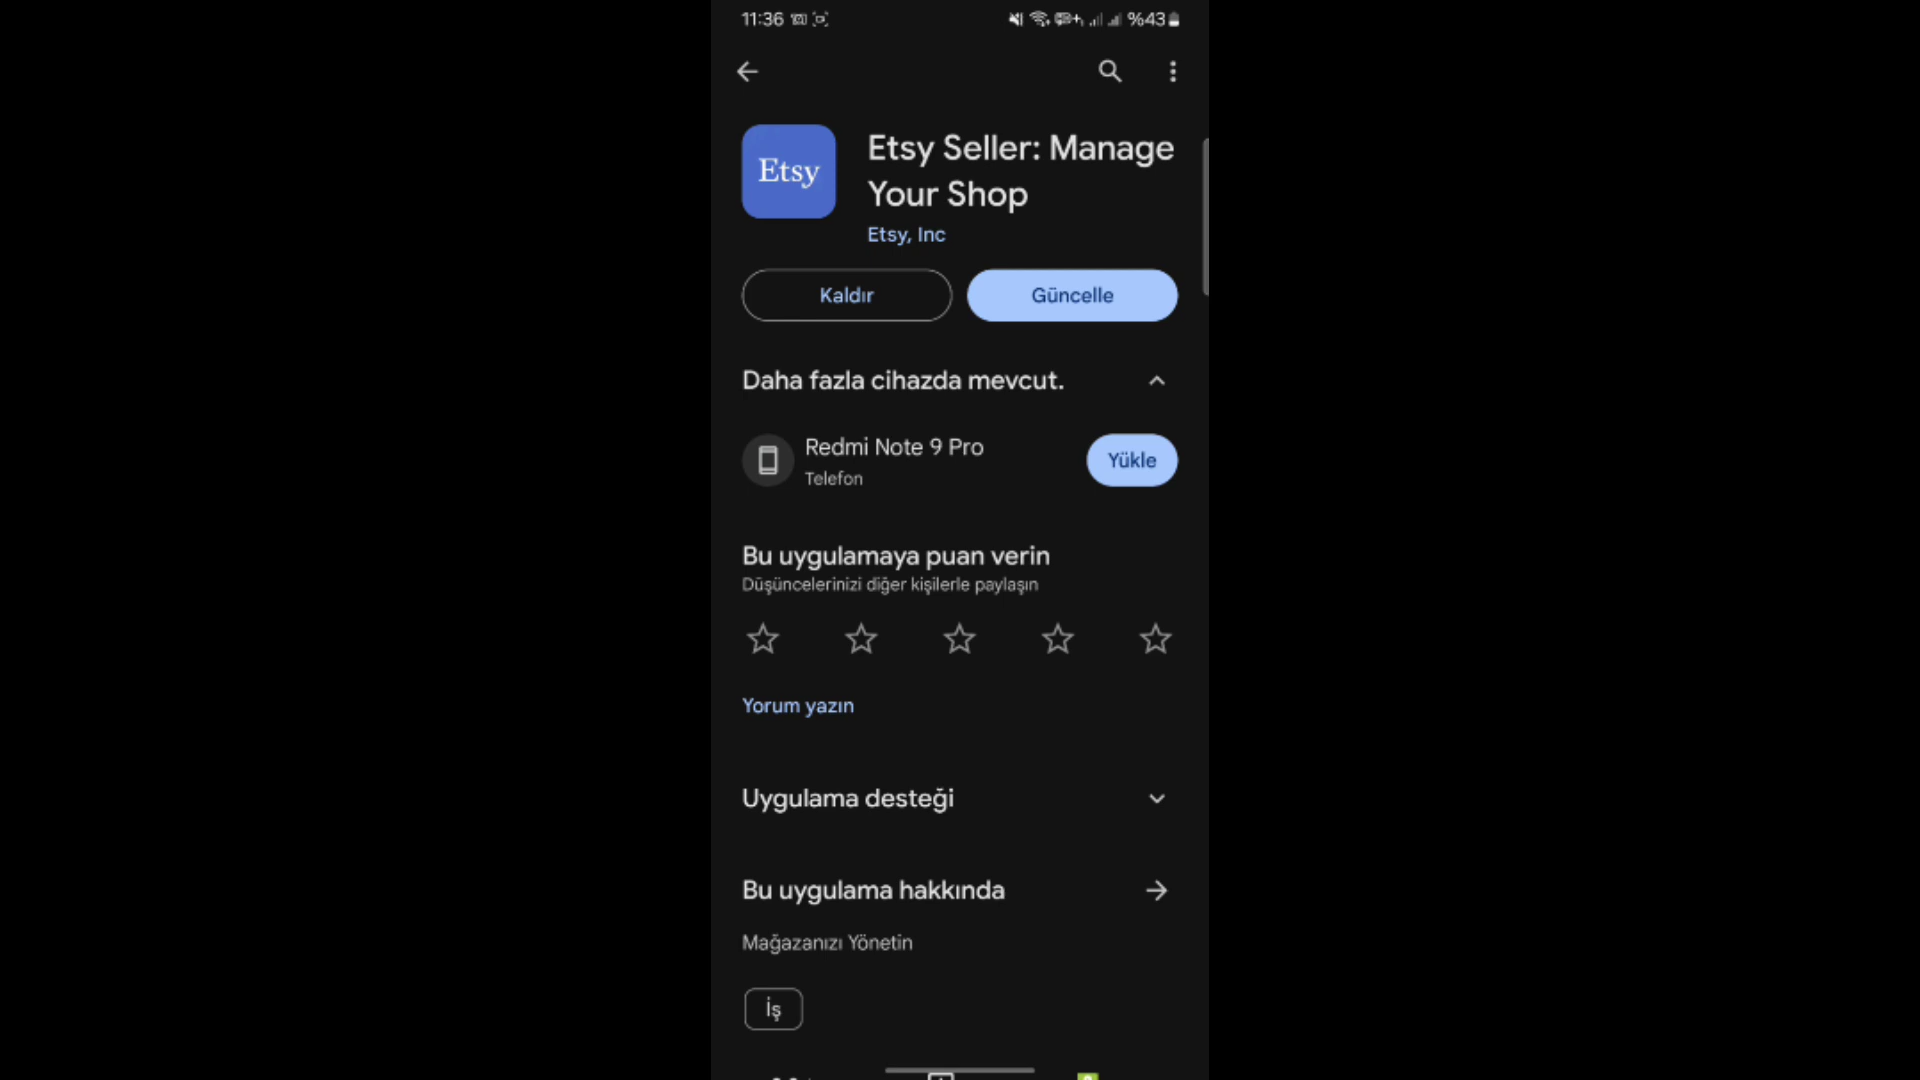 11:36 %43
Etsy
Etsy Seller: Manage
Your Shop
Etsy, Inc
Kaldır Güncelle
Daha fazla cihazda mevcut.
Redmi Note 9 Pro
Telefon
Yükle
Bu uygulamaya puan verin
Düşüncelerinizi diğer kişilerle paylaşın
Yorum yazın
Uygulama desteği
Bu uygulama hakkında
Mağazanızı Yönetin
İş